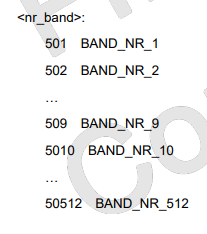 <nr_band>:
501 BAND_NR_1
502 BAND_NR_2
…
509 BAND_NR_9
5010 BAND_NR_10
…
50512 BAND_NR_512